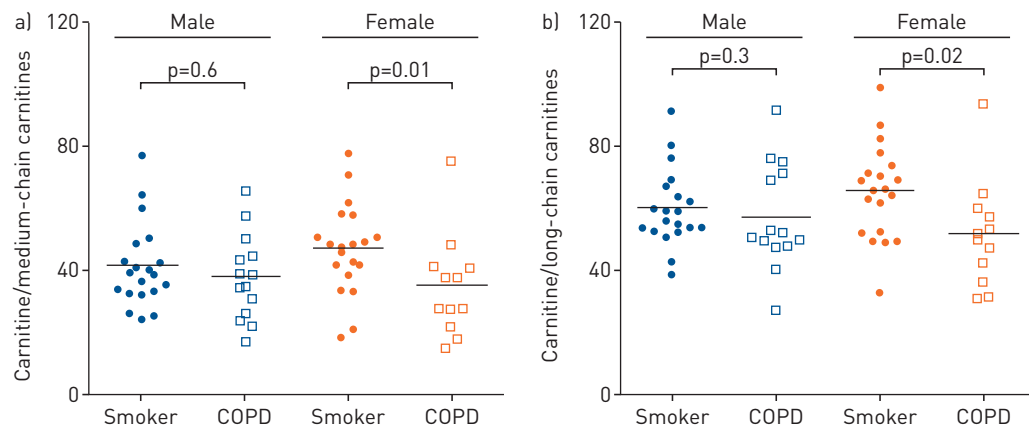 a)
Carnitine/medium-chain carnitines
120
80
40
0
Male
Female
p=0.6
p=0.01
Smoker
COPD
Smoker
COPD
b)
Carnitine/long-chain carnitines
120
80
40
0
Male
Female
p=0.3
p=0.02
Smoker
COPD
Smoker
COPD